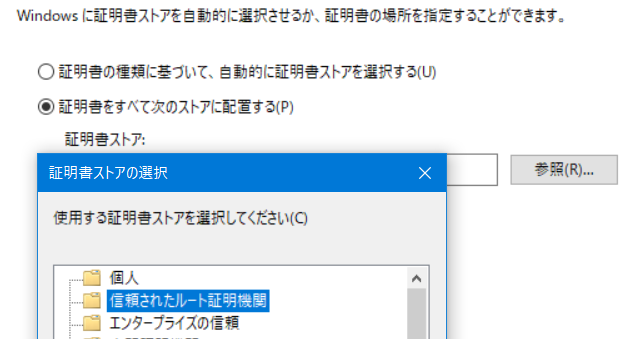 Windows に証明書ストアを自動的に選択させるか、証明書の場所を指定することができます。
証明書の種類に基づいて、自動的に証明書ストアを選択する(U)
証明書をすべて次のストアに配置する(P)
証明書ストア:
参照(R)...
証明書ストアの選択
使用する証明書ストアを選択してください(C)
個人
信頼されたルート証明機関
エンタープライズの信頼